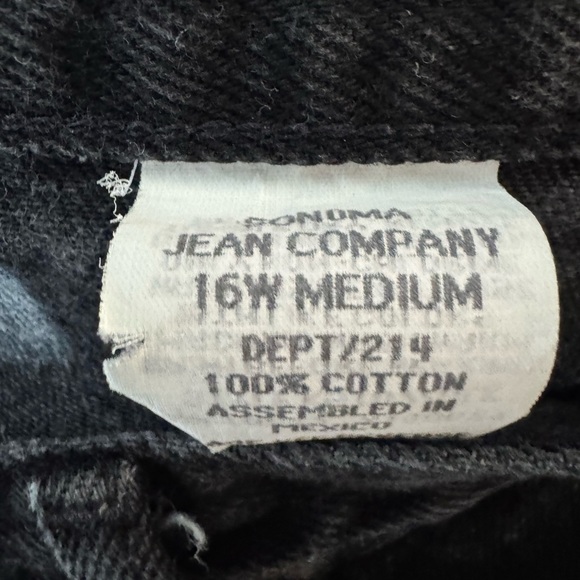 SONOMA
JEAN COMPANY
16W MEDIUM
DEPT/214
100% COTTON
ASSEMBLED IN
MEXICO